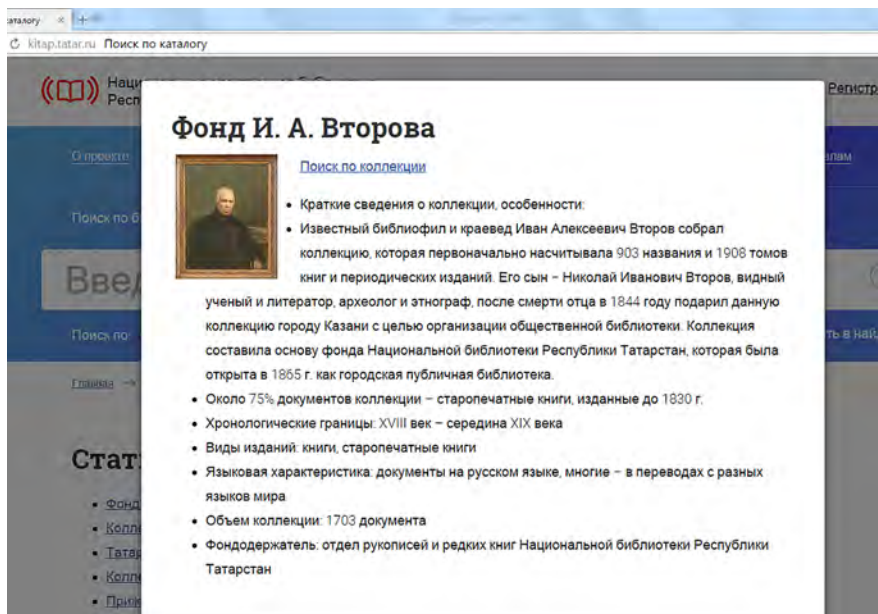 каталогу
kitap.tatar.ru Поиск по каталогу
Регистр
О проекте
Фонд И. А. Второва
Поиск по коллекции
• Краткие сведения о коллекции, особенности:
• Известный библиофил и краевед Иван Алексеевич Второв собрал
коллекцию, которая первоначально насчитывала 903 названия и 1908 томов
книг и периодических изданий. Его сын – Николай Иванович Второв, видный
ученый и литератор, археолог и этнограф, после смерти отца в 1844 году подарил данную
коллекцию городу Казани с целью организации общественной библиотеки. Коллекция
составила основу фонда Национальной библиотеки Республики Татарстан, которая была
открыта в 1865 г. как городская публичная библиотека.
• Около 75% документов коллекции – старопечатные книги, изданные до 1830 г.
• Хронологические границы: XVIII век – середина XIX века
• Виды изданий: книги, старопечатные книги
• Языковая характеристика: документы на русском языке, многие – в переводах с разных
языков мира
• Объем коллекции: 1703 документа
• Фондодержатель: отдел рукописей и редких книг Национальной библиотеки Республики
Татарстан
Поиск по б
Введ
Поиск по
ть в най
Главная →
Стат
• Фонд
• Колле
• Татар
• Колле